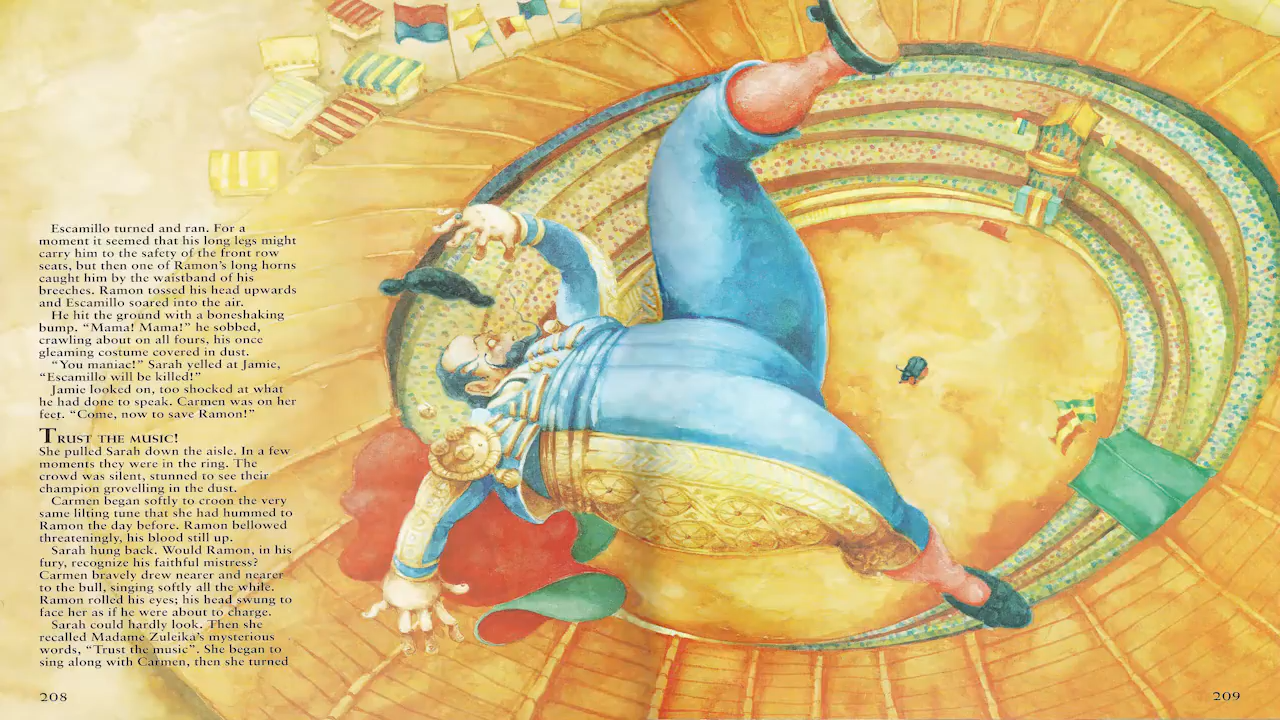 Escamillo turned and ran. For a
moment it seemed that his long legs might
carry him to the safety of the front row
seats, but then one of Ramon's long horns
caught him by the waistband of his
breeches. Ramon tossed his head upwards
and Escamillo soared into the air.
He hit the ground with a boneshaking
bump. “Mama! Mama!” he sobbed,
crawling about on all fours, his once
gleaming costume covered in dust.
“You maniac!” Sarah yelled at Jamie,
“Escamillo will be killed!”
Jamie looked on, too shocked at what
he had done to speak. Carmen was on her
feet. “Come, now to save Ramon!”
TRUST THE MUSIC!
She pulled Sarah down the aisle. In a few
moments they were in the ring. The
crowd was silent, stunned to see their
champion grovelling in the dust.
Carmen began softly to croon the very
same lilting tune that she had hummed to
Ramon the day before. Ramon bellowed
threateningly, his blood still up.
Sarah hung back. Would Ramon, in his
fury, recognize his faithful mistress?
Carmen bravely drew nearer and nearer
to the bull, singing softly all the while.
Ramon rolled his eyes; his head swung to
face her as if he were about to charge.
Sarah could hardly look. Then she
recalled Madame Zuleika's mysterious
words, “Trust the music”. She began to
sing along with Carmen, then she turned
208
209